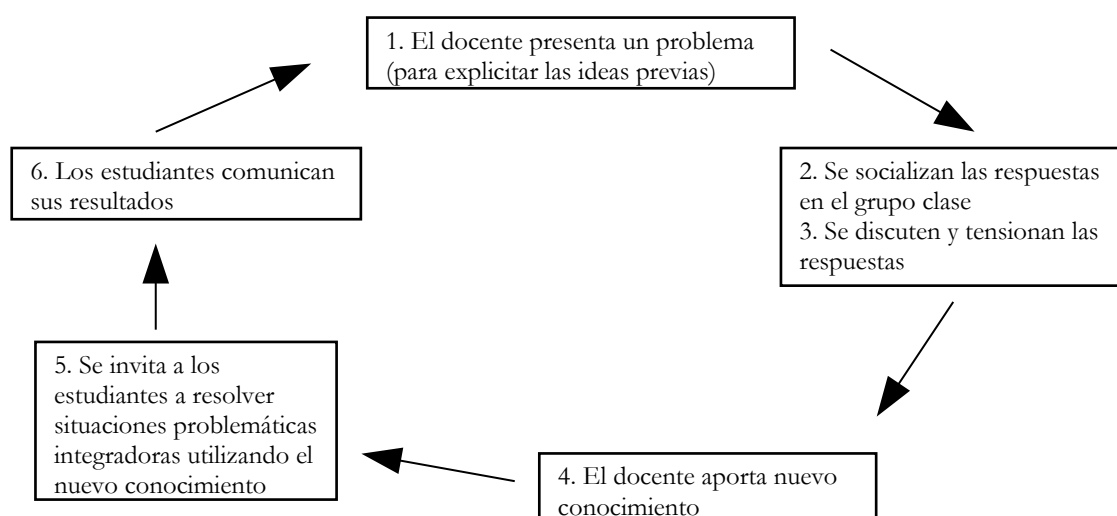 1. El docente presenta un problema
(para explicitar las ideas previas)
2. Se socializan las respuestas
en el grupo clase
3. Se discuten y tensionan las
respuestas
4. El docente aporta nuevo
conocimiento
5. Se invita a los
estudiantes a resolver
situaciones problemáticas
integradoras utilizando el
nuevo conocimiento
6. Los estudiantes comunican
sus resultados